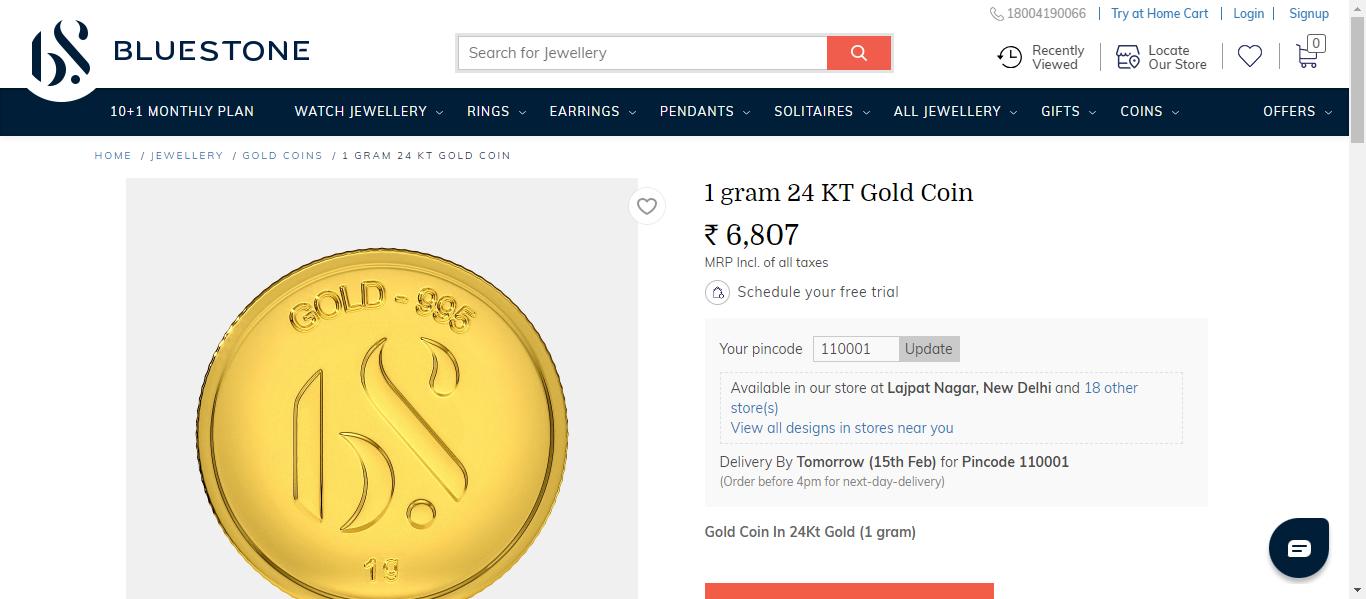 18004190066
Try at Home Cart
Login
Signup
BLUESTONE
Search for Jewellery
Recently
Viewed
Locate
Our Store
0
10+1 MONTHLY PLAN
WATCH JEWELLERY
RINGS
EARRINGS
PENDANTS
SOLITAIRES
ALL JEWELLERY
GIFTS
COINS
OFFERS
HOME / JEWELLERY / GOLD COINS / 1 GRAM 24 KT GOLD COIN
GOLD - 995
1g
1 gram 24 KT Gold Coin
₹ 6,807
MRP Incl. of all taxes
Schedule your free trial
Your pincode 110001 Update
Available in our store at Lajpat Nagar, New Delhi and 18 other
store(s)
View all designs in stores near you
Delivery By Tomorrow (15th Feb) for Pincode 110001
(Order before 4pm for next-day-delivery)
Gold Coin In 24Kt Gold (1 gram)